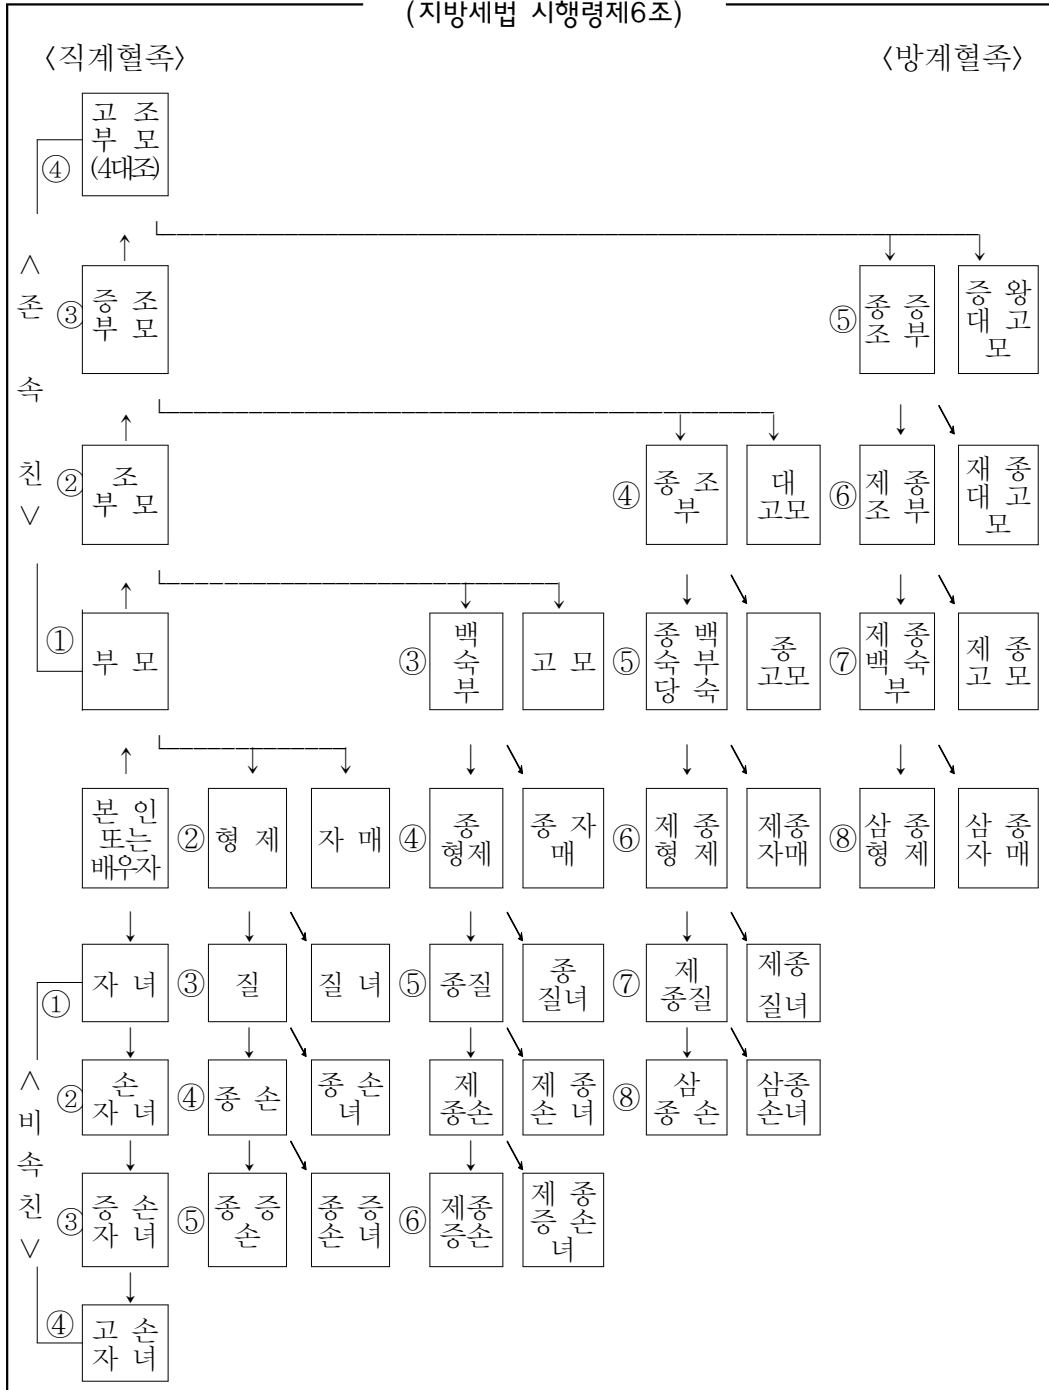 (지방세법 시행령제6조)
<직계혈족> <방계혈족>
고 조
부 모
(4대조)
④
<존속친>
③ 증 조
부 모
⑤ 종 증
조 부
증 왕
대 고
모
② 조
부 모
④ 종 조
부
대
고모
⑥ 제 종
조 부
재 종
대 고
모
① 부 모
③ 백
숙
부
고 모
⑤ 종 백
숙 부
당 숙
종
고모
⑦ 제 종
백 숙
부
제 종
고 모
본 인
또는
배우자
② 형 제
자 매
④ 종
형제
종 자
매
⑥ 제 종
형 제
제종
자매
⑧ 삼 종
형 제
삼 종
자 매
① 자 녀
③ 질
질 녀
⑤ 종질
종
질녀
⑦ 제
종질
제종
질녀
<비속친>
② 손
자 녀
④ 종 손
종 손
녀
⑥ 제
종손
제 종
손 녀
⑧ 삼
종 손
삼종
손녀
③ 증 손
자 녀
⑤ 종 증
손
종 증
손 녀
⑥ 제종
증손
제 종
증 손
녀
④ 고 손
자 녀